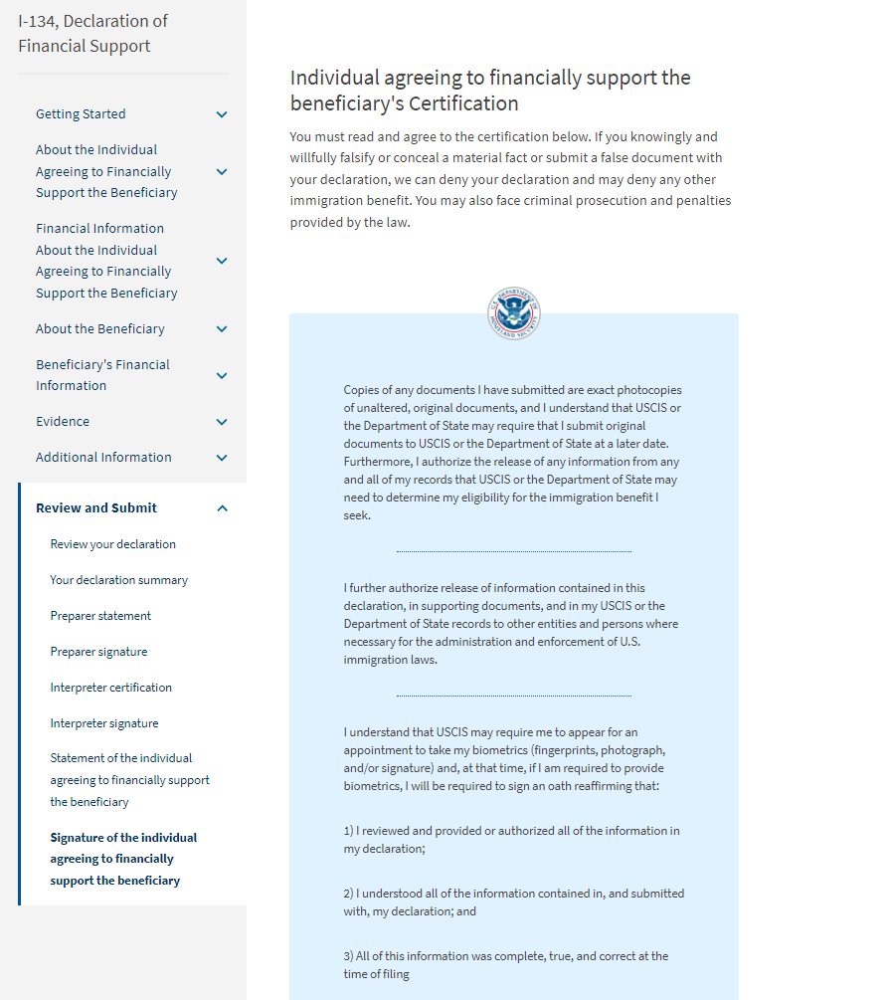 I-134, Declaration of
Financial Support
Getting Started
About the Individual
Agreeing to Financially
Support the Beneficiary
Financial Information
About the Individual
Agreeing to Financially
Support the Beneficiary
About the Beneficiary
Beneficiary's Financial
Information
Evidence
Additional Information
Review and Submit
Review your declaration
Your declaration summary
Preparer statement
Preparer signature
Interpreter certification
Interpreter signature
Statement of the individual
agreeing to financially support
the beneficiary
Signature of the individual
agreeing to financially
support the beneficiary
Individual agreeing to financially support the
beneficiary's Certification
You must read and agree to the certification below. If you knowingly and
willfully falsify or conceal a material fact or submit a false document with
your declaration, we can deny your declaration and may deny any other
immigration benefit. You may also face criminal prosecution and penalties
provided by the law.
U.S. DEPARTMENT OF
HOMELAND SECURITY
Copies of any documents I have submitted are exact photocopies
of unaltered, original documents, and I understand that USCIS or
the Department of State may require that I submit original
documents to USCIS or the Department of State at a later date.
Furthermore, I authorize the release of any information from any
and all of my records that USCIS or the Department of State may
need to determine my eligibility for the immigration benefit I
seek.
I further authorize release of information contained in this
declaration, in supporting documents, and in my USCIS or the
Department of State records to other entities and persons where
necessary for the administration and enforcement of U.S.
immigration laws.
I understand that USCIS may require me to appear for an
appointment to take my biometrics (fingerprints, photograph,
and/or signature) and, at that time, if I am required to provide
biometrics, I will be required to sign an oath reaffirming that:
1) I reviewed and provided or authorized all of the information in
my declaration;
2) I understood all of the information contained in, and submitted
with, my declaration; and
3) All of this information was complete, true, and correct at the
time of filing